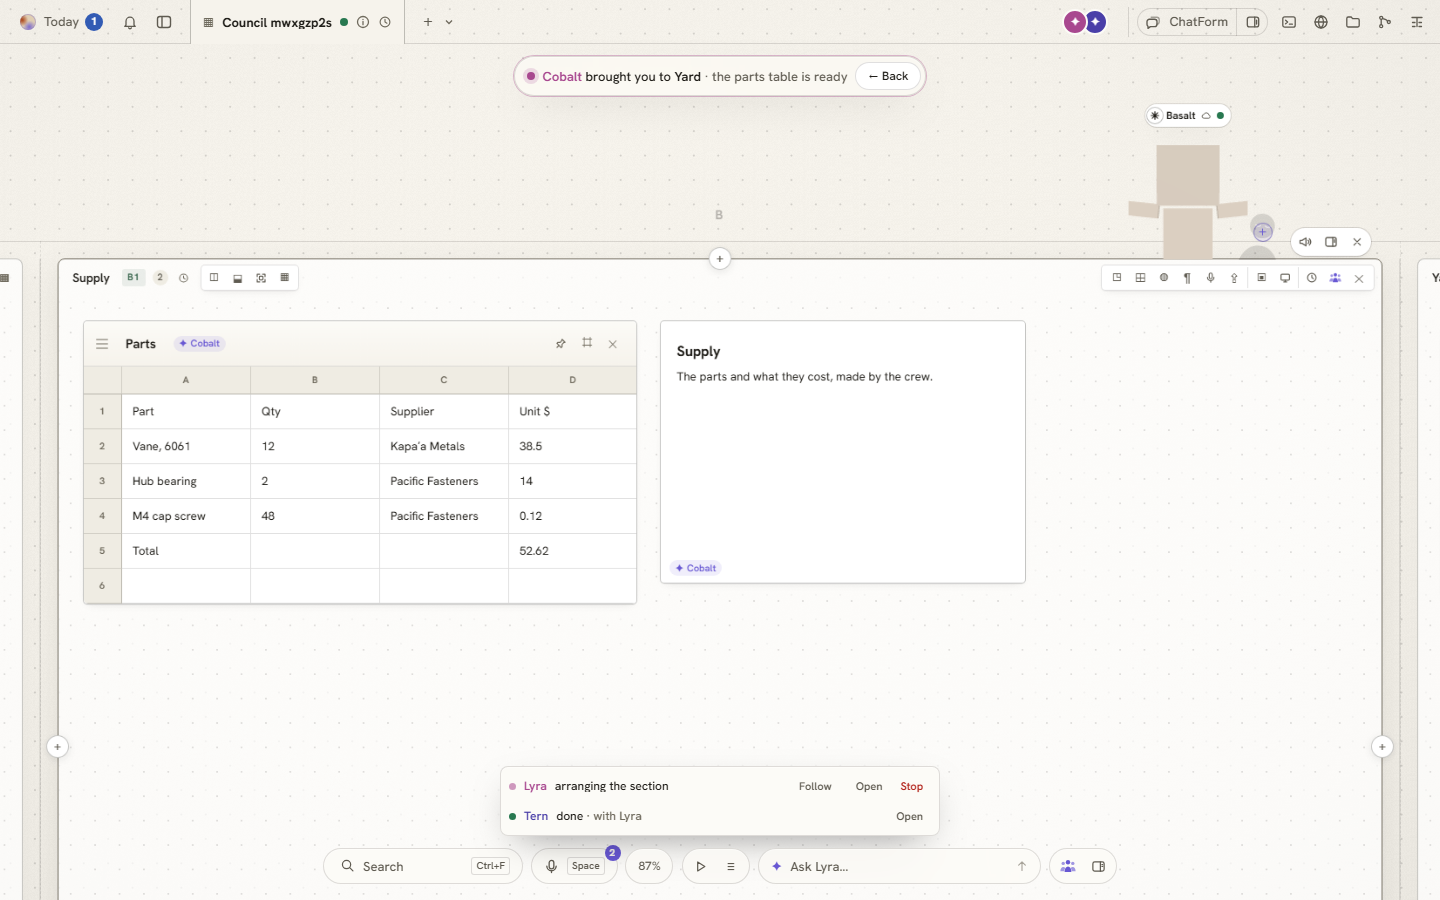 Today 1
Council mwxgzp2s
ChatForm
Cobalt brought you to Yard · the parts table is ready
← Back
Basalt
B
Supply B1 2
Parts Cobalt
A B C D
1 Part Qty Supplier Unit $
2 Vane, 6061 12 Kapaʻa Metals 38.5
3 Hub bearing 2 Pacific Fasteners 14
4 M4 cap screw 48 Pacific Fasteners 0.12
5 Total 52.62
6
Supply
The parts and what they cost, made by the crew.
Cobalt
Lyra arranging the section Follow Open Stop
Tern done · with Lyra Open
Search Ctrl+F
Space 2
87%
Ask Lyra...